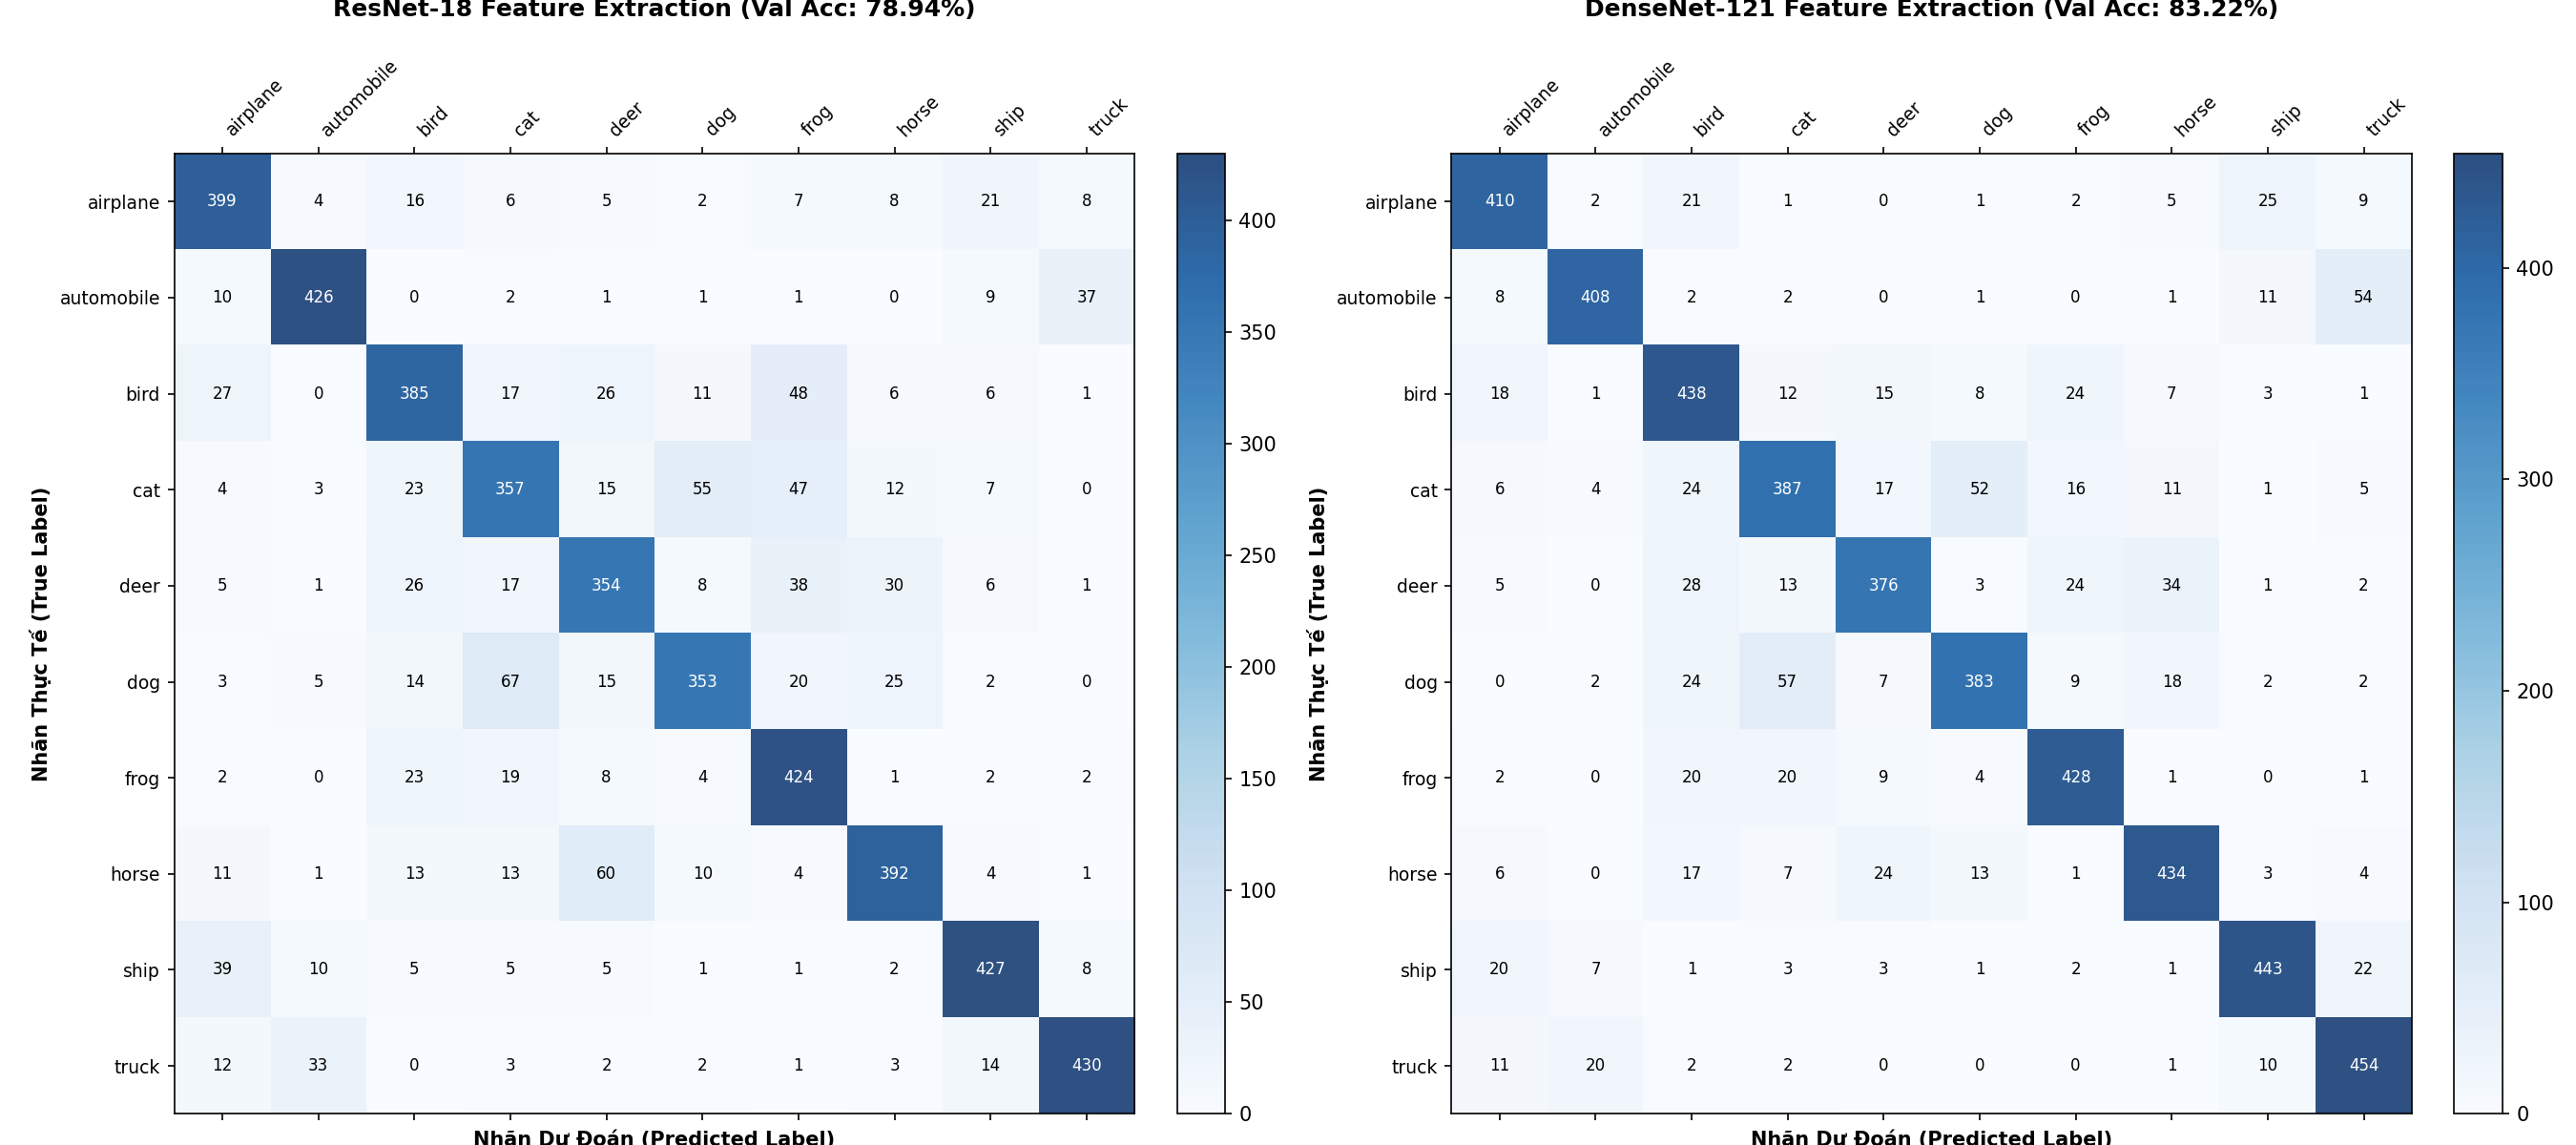 ResNet-18 Feature Extraction (Val Acc: 78.94%)
airplane automobile bird cat deer dog frog horse ship truck
airplane 399 4 16 6 5 2 7 8 21 8
automobile 10 426 0 2 1 1 1 0 9 37
bird 27 0 385 17 26 11 48 6 6 1
cat 4 3 23 357 15 55 47 12 7 0
deer 5 1 26 17 354 8 38 30 6 1
dog 3 5 14 67 15 353 20 25 2 0
frog 2 0 23 19 8 4 424 1 2 2
horse 11 1 13 13 60 10 4 392 4 1
ship 39 10 5 5 5 1 1 2 427 8
truck 12 33 0 3 2 2 1 3 14 430
Nhãn Thực Tế (True Label)
Nhãn Dự Đoán (Predicted Label)
400
350
300
250
200
150
100
50
0
DenseNet-121 Feature Extraction (Val Acc: 83.22%)
airplane automobile bird cat deer dog frog horse ship truck
airplane 410 2 21 1 0 1 2 5 25 9
automobile 8 408 2 2 0 1 0 1 11 54
bird 18 1 438 12 15 8 24 7 3 1
cat 6 4 24 387 17 52 16 11 1 5
deer 5 0 28 13 376 3 24 34 1 2
dog 0 2 24 57 7 383 9 18 2 2
frog 2 0 20 20 9 4 428 1 0 1
horse 6 0 17 7 24 13 1 434 3 4
ship 20 7 1 3 3 1 2 1 443 22
truck 11 20 2 2 0 0 0 1 10 454
Nhãn Thực Tế (True Label)
Nhãn Dự Đoán (Predicted Label)
400
300
200
100
0